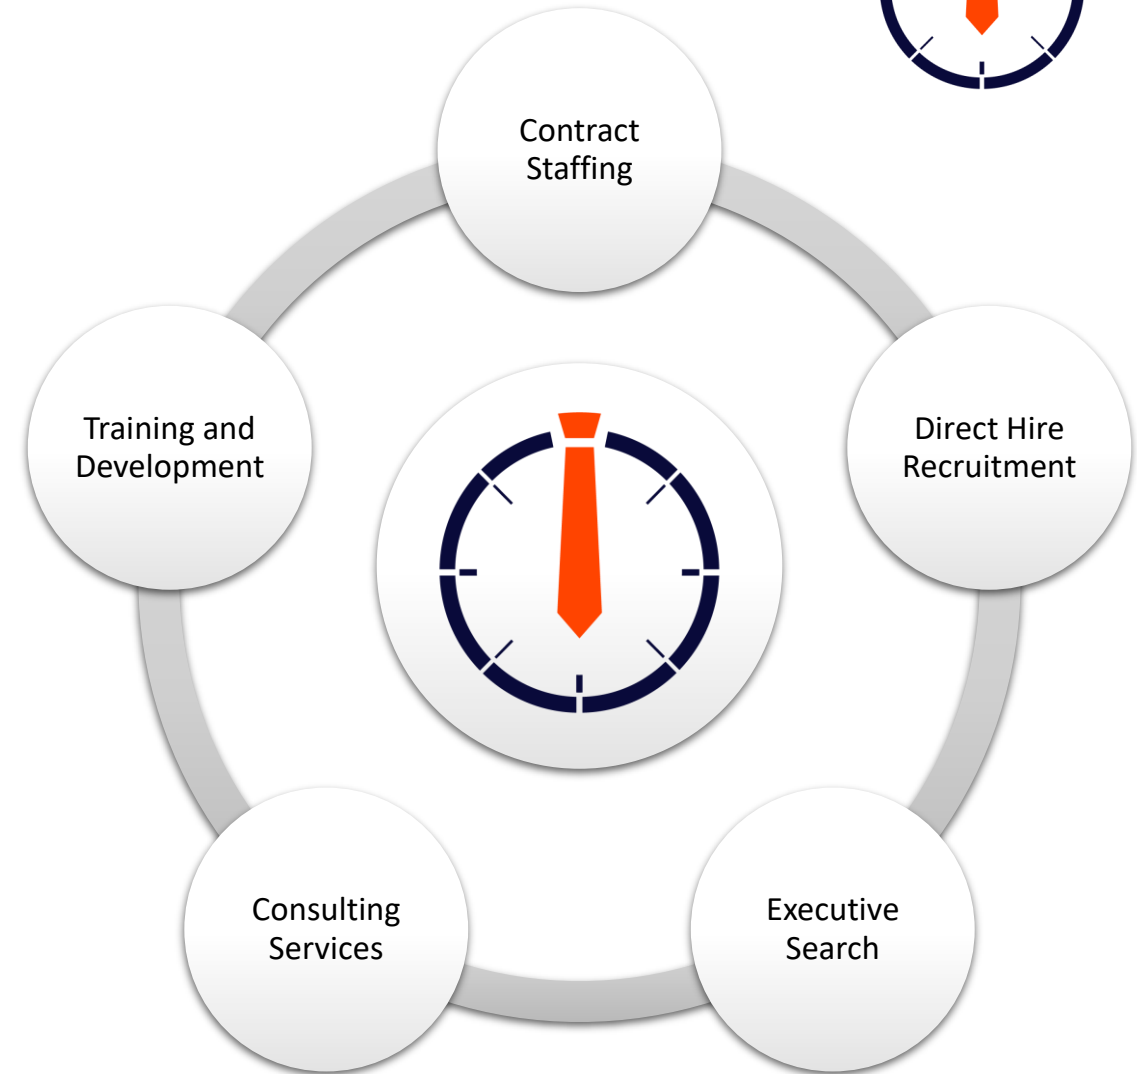 Contract
Staffing
Direct Hire
Recruitment
Executive
Search
Consulting
Services
Training and
Development